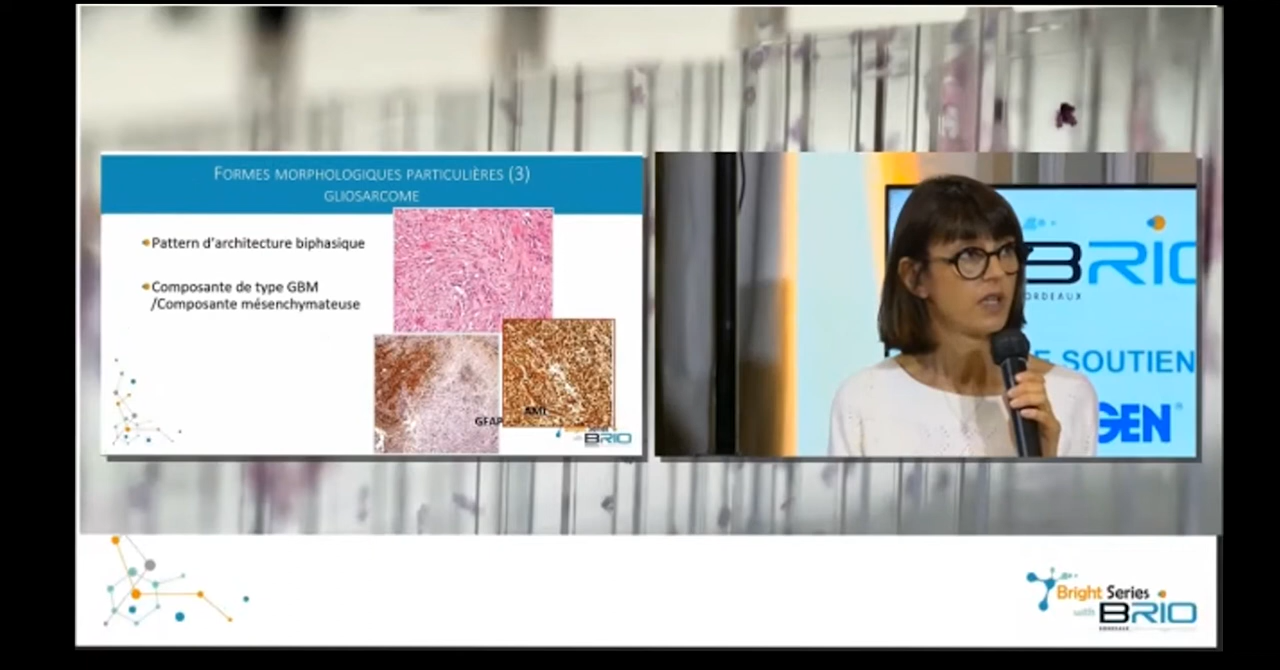 FORMES MORPHOLOGIQUES PARTICULIÈRES (3)
GLIOSARCOME
Pattern d'architecture biphasique
Composante de type GBM
/Composante mésenchymateuse
GFAP
AML
BRIO
BRIO
BORDEAUX
E SOUTIEN
GEN
Bright Series
with BRIO
BORDEAUX